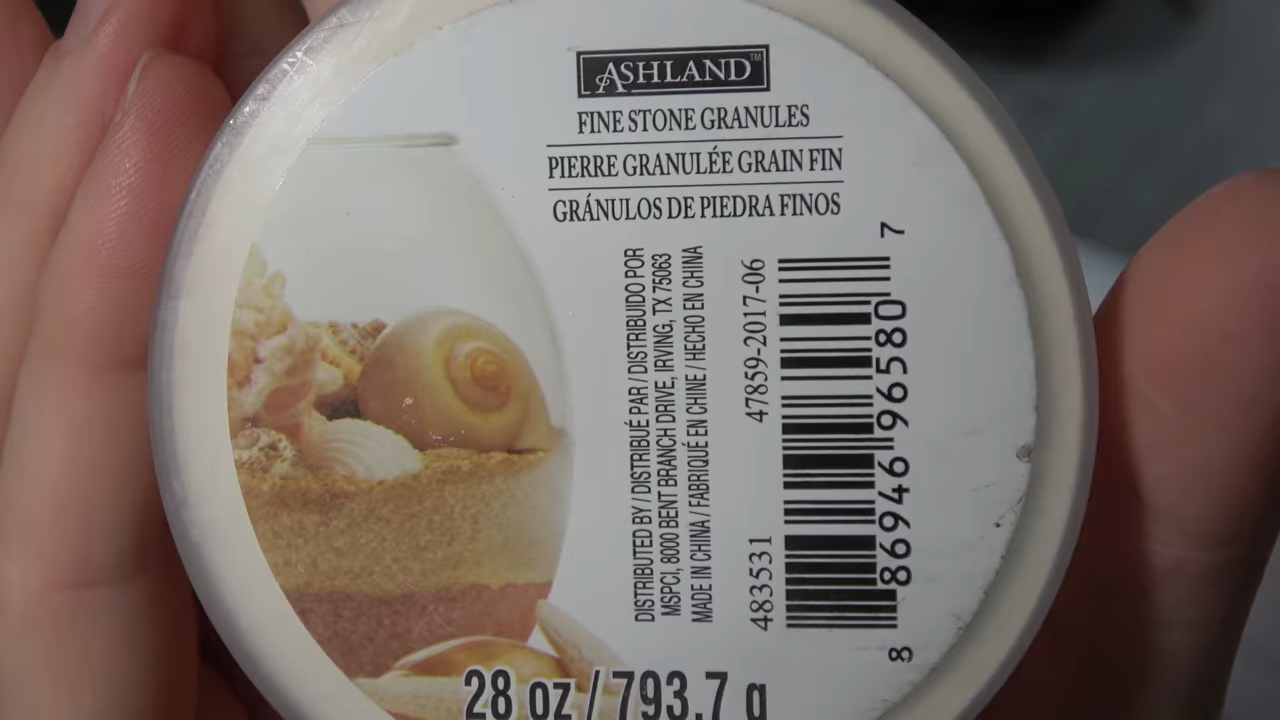 ASHLAND™
FINE STONE GRANULES
PIERRE GRANULÉE GRAIN FIN
GRÁNULOS DE PIEDRA FINOS
DISTRIBUTED BY / DISTRIBUÉ PAR / DISTRIBUIDO POR
MSPCI, 8000 BENT BRANCH DRIVE, IRVING, TX 75063
MADE IN CHINA / FABRIQUÉ EN CHINE / HECHO EN CHINA
483531 47859-2017-06
8 86946 96580 7
28 oz / 793.7 g